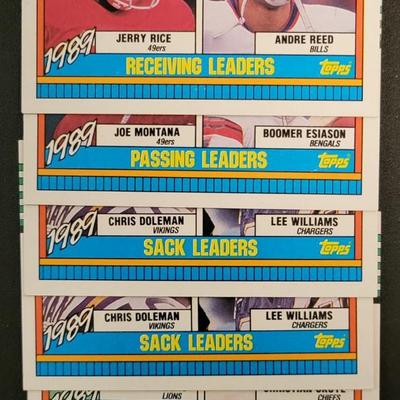 1989 JERRY RICE ANDRE REED
49ers BILLS
RECEIVING LEADERS topps
1989 JOE MONTANA BOOMER ESIASON
49ers BENGALS
PASSING LEADERS topps
1989 CHRIS DOLEMAN LEE WILLIAMS
VIKINGS CHARGERS
SACK LEADERS topps
1989 CHRIS DOLEMAN LEE WILLIAMS
VIKINGS CHARGERS
SACK LEADERS topps
1989 LIONS CHIEFS